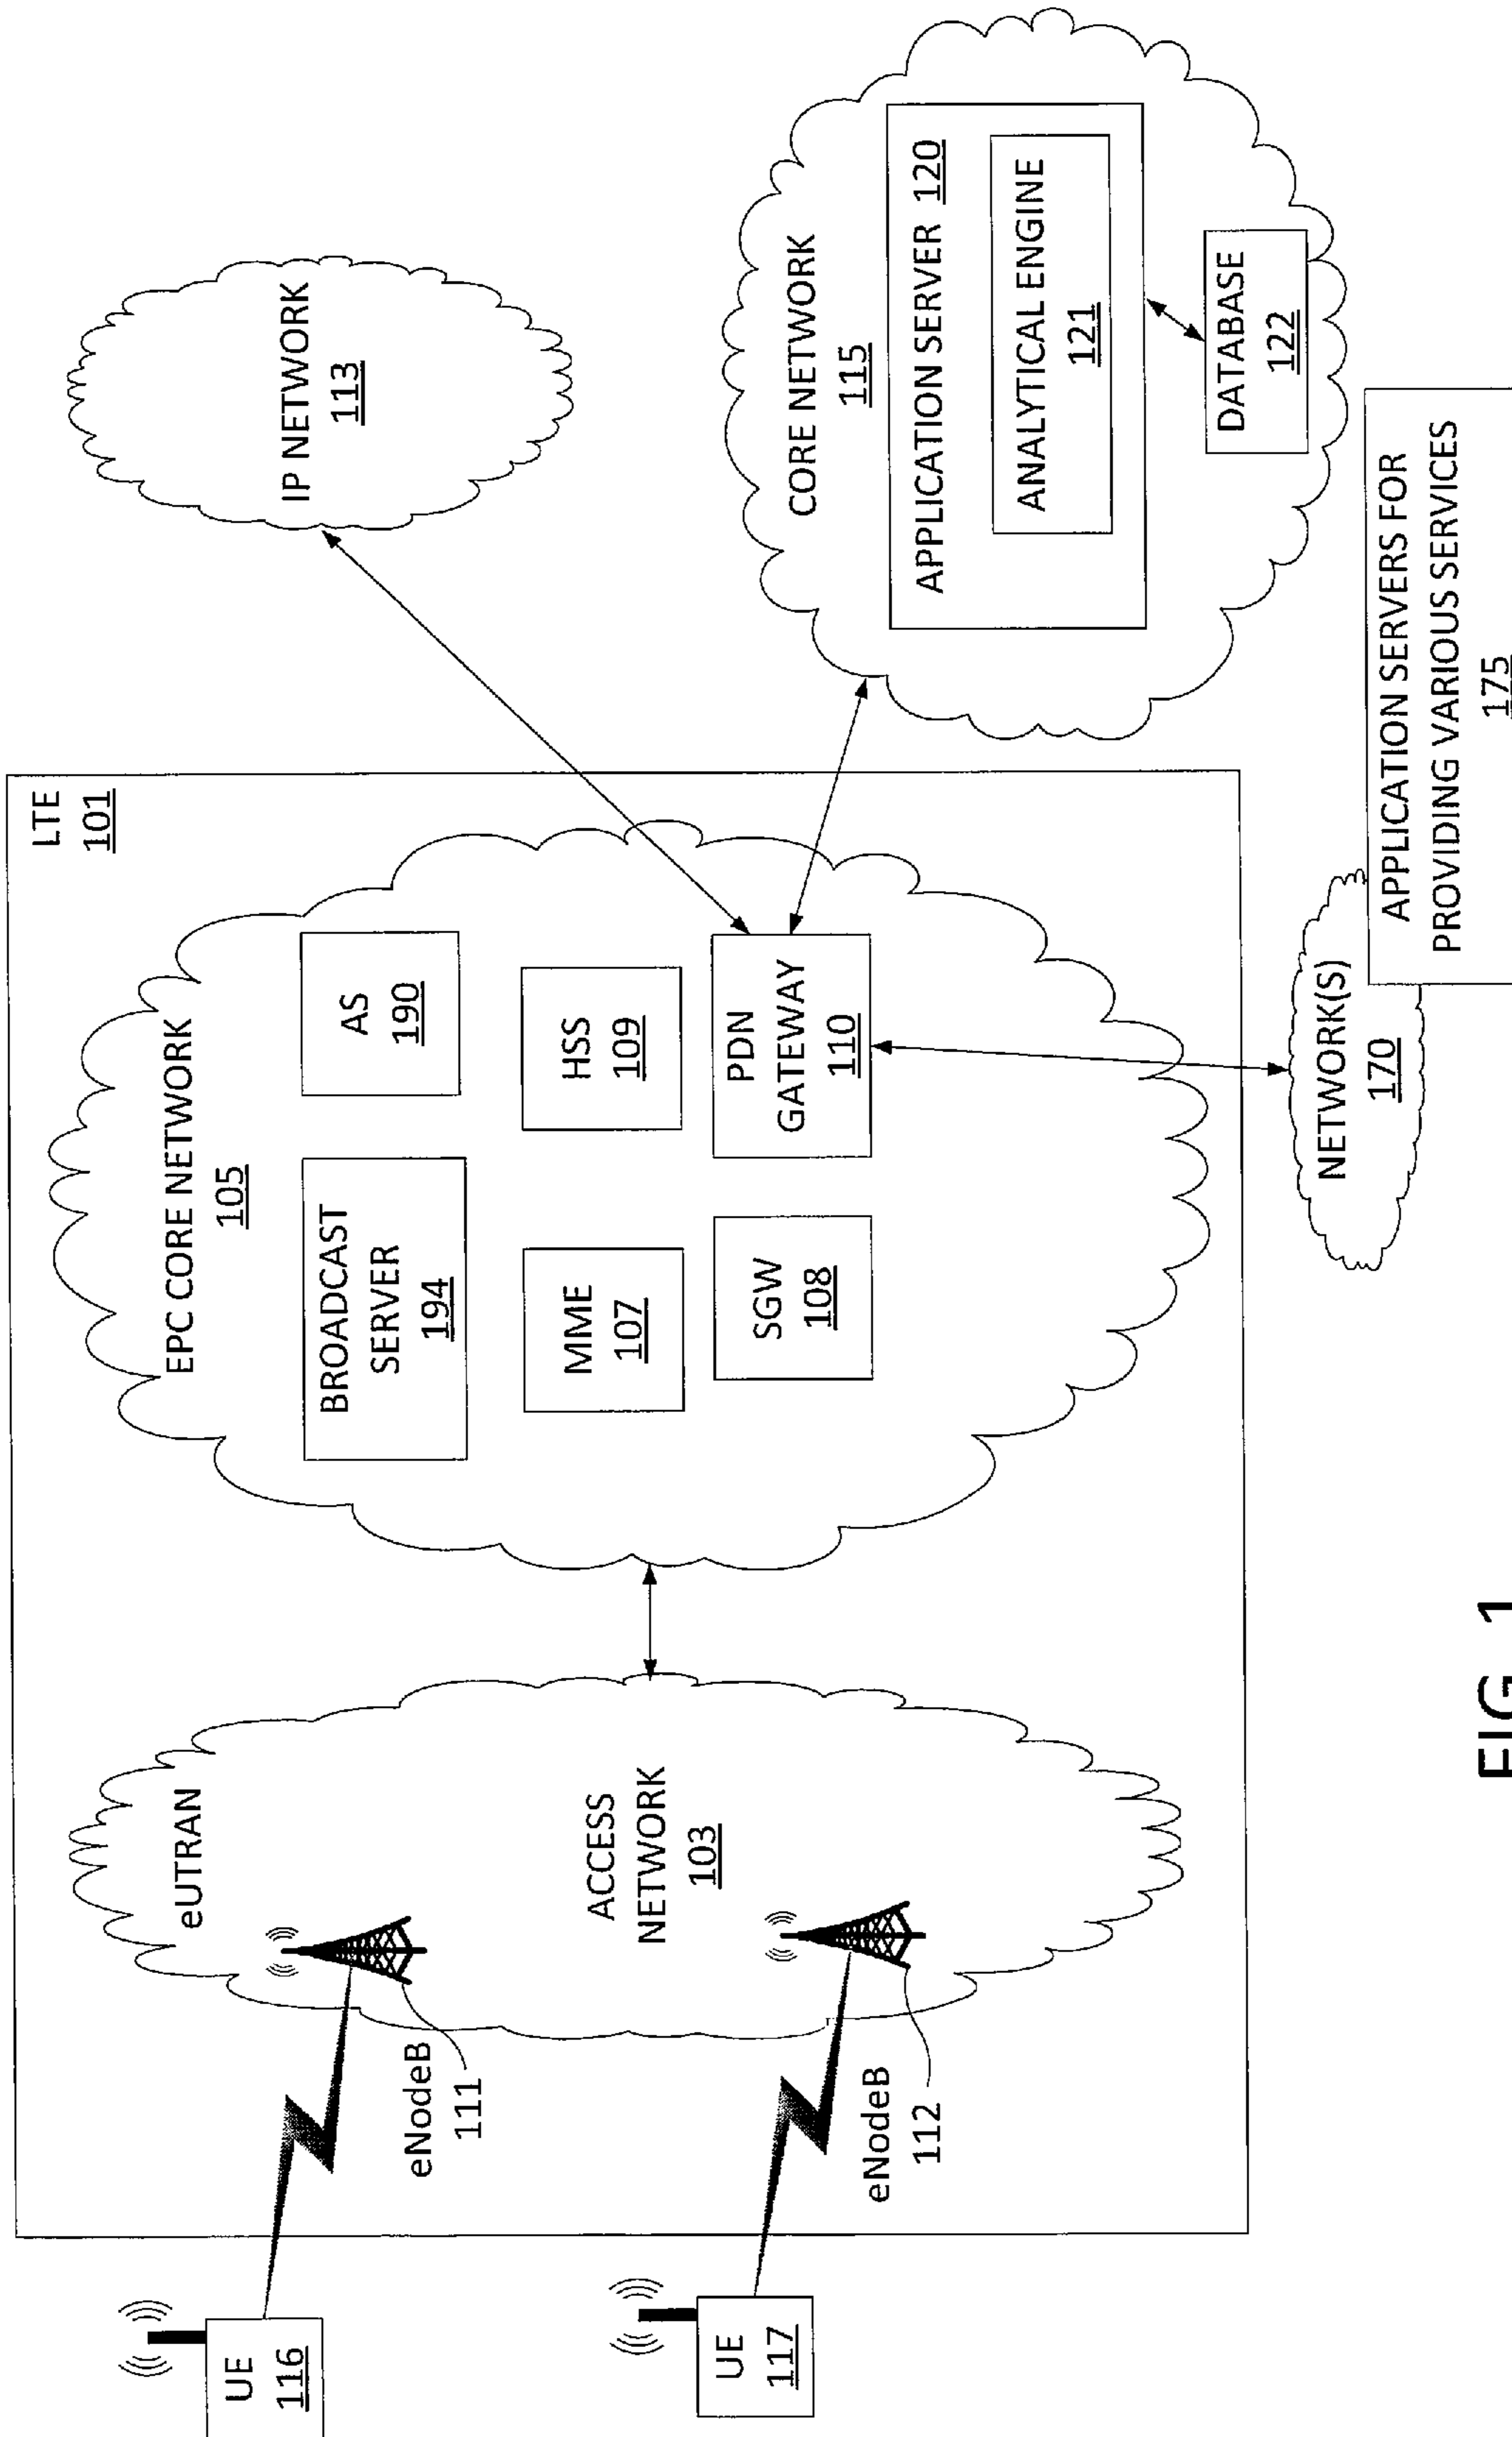 LTE
101
EPC CORE NETWORK
105
BROADCAST
SERVER
194
AS
190
MME
107
HSS
109
SGW
108
PDN
GATEWAY
110
eUTRAN
ACCESS
NETWORK
103
eNodeB
111
eNodeB
112
UE
116
UE
117
IP NETWORK
113
CORE NETWORK
115
APPLICATION SERVER 120
ANALYTICAL ENGINE
121
DATABASE
122
NETWORK(S)
170
APPLICATION SERVERS FOR
PROVIDING VARIOUS SERVICES
175
FIG. 1